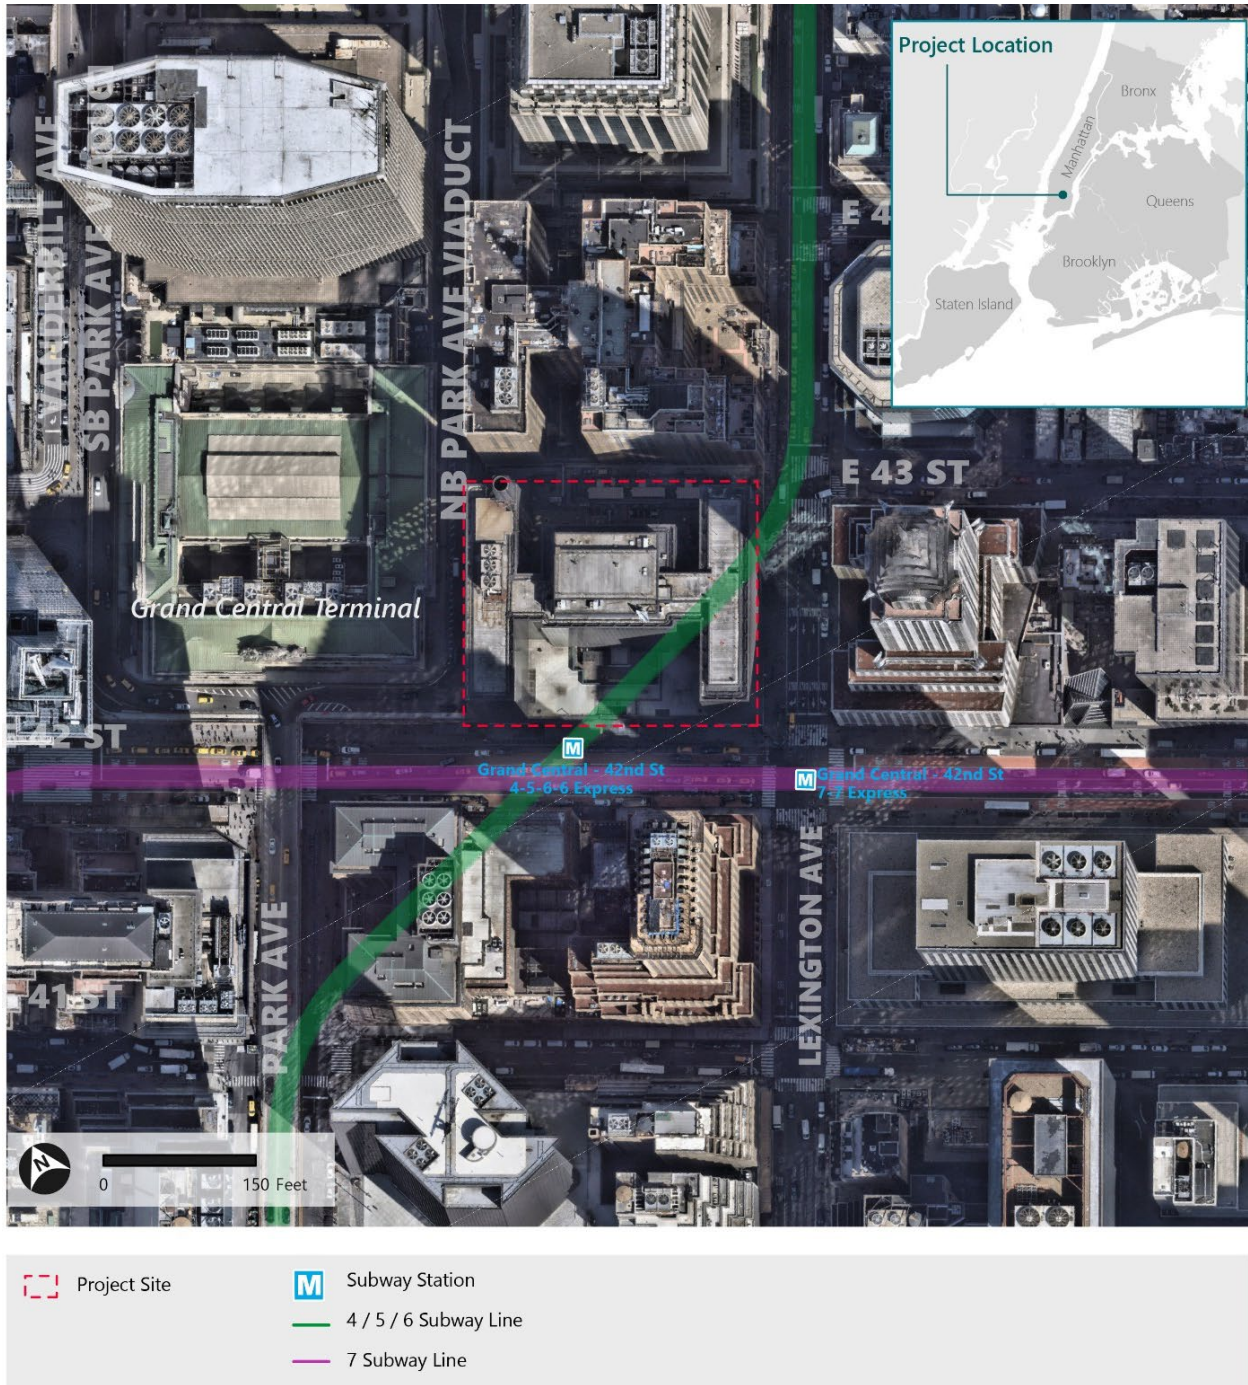 Project Location
Bronx
Manhattan
Queens
Brooklyn
Staten Island
VANDERBILT AVE
SB PARK AVE
NB PARK AVE VIADUCT
E 4
E 43 ST
Grand Central Terminal
42 ST
M
Grand Central - 42nd St
4-5-6-6 Express
M
Grand Central - 42nd St
7-7 Express
41 ST
PARK AVE
LEXINGTON AVE
N
0 150 Feet
Project Site
M Subway Station
4 / 5 / 6 Subway Line
7 Subway Line